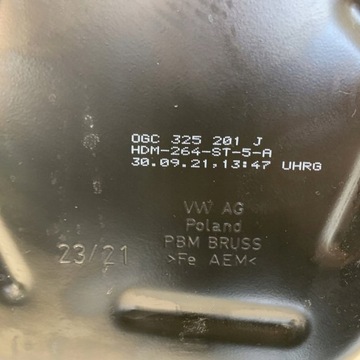 0GC 325 201 J
HDM-264-ST-5-A
30.09.21,13:47 UHRG
VW AG
Poland
23/21 PBM BRUSS
>Fe AEM<